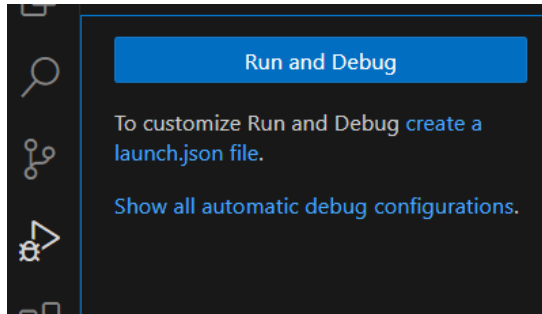 Run and Debug
To customize Run and Debug create a
launch.json file.
Show all automatic debug configurations.